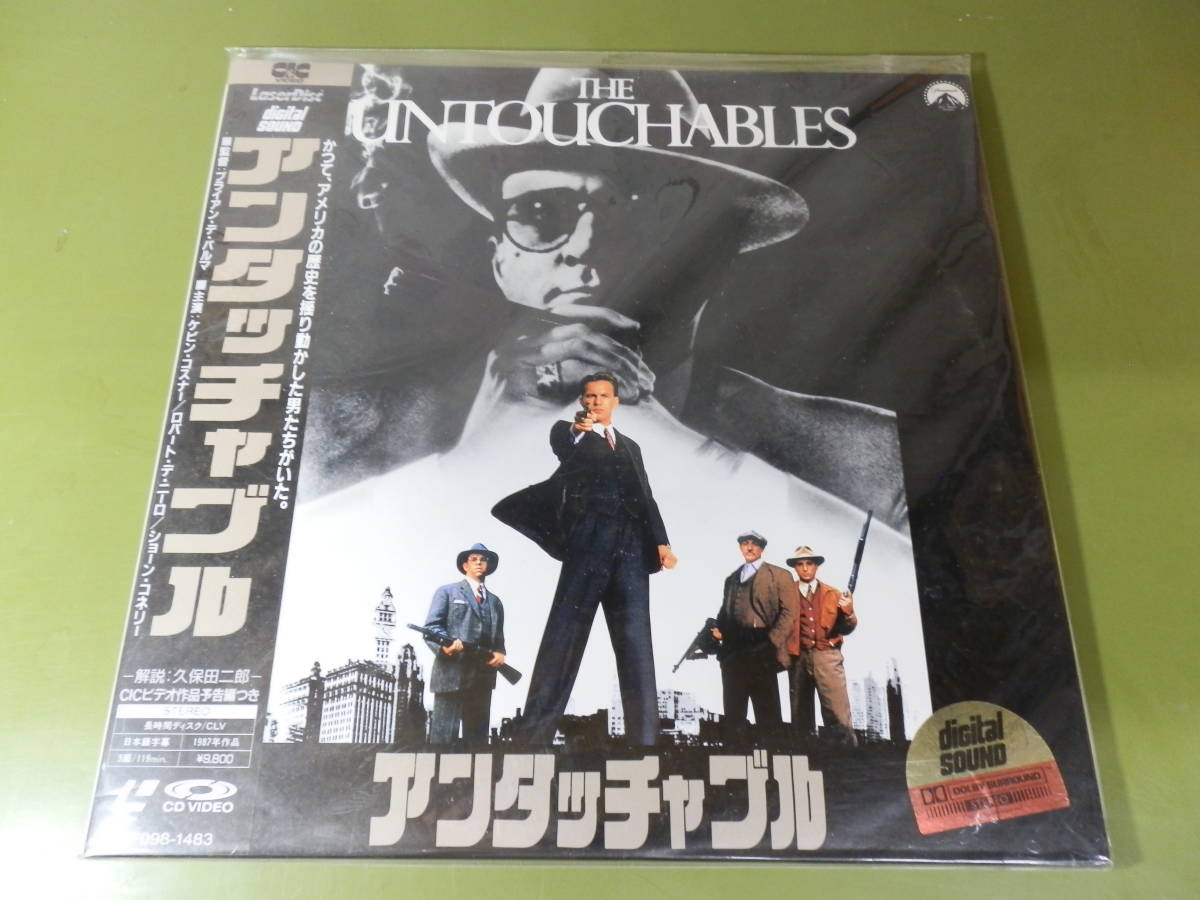 CIC
VIDEO
LaserDisc
digital
SOUND
アンタッチャブル
■監督:ブライアン・デ・パルマ ■主演:ケビン・コスナー/ロバート・デ・ニーロ/ショーン・コネリー
かつて、アメリカの歴史を揺り動かした男たちがいた。
THE
UNTOUCHABLES
Paramount
−解説:久保田二郎−
CICビデオ作品予告編つき
STEREO
長時間ディスク/CLV
日本語字幕 1987年作品
3面/119min. ¥9,800
CD VIDEO
098-1483
アンタッチャブル
digital
SOUND
DOLBY SURROUND
STEREO